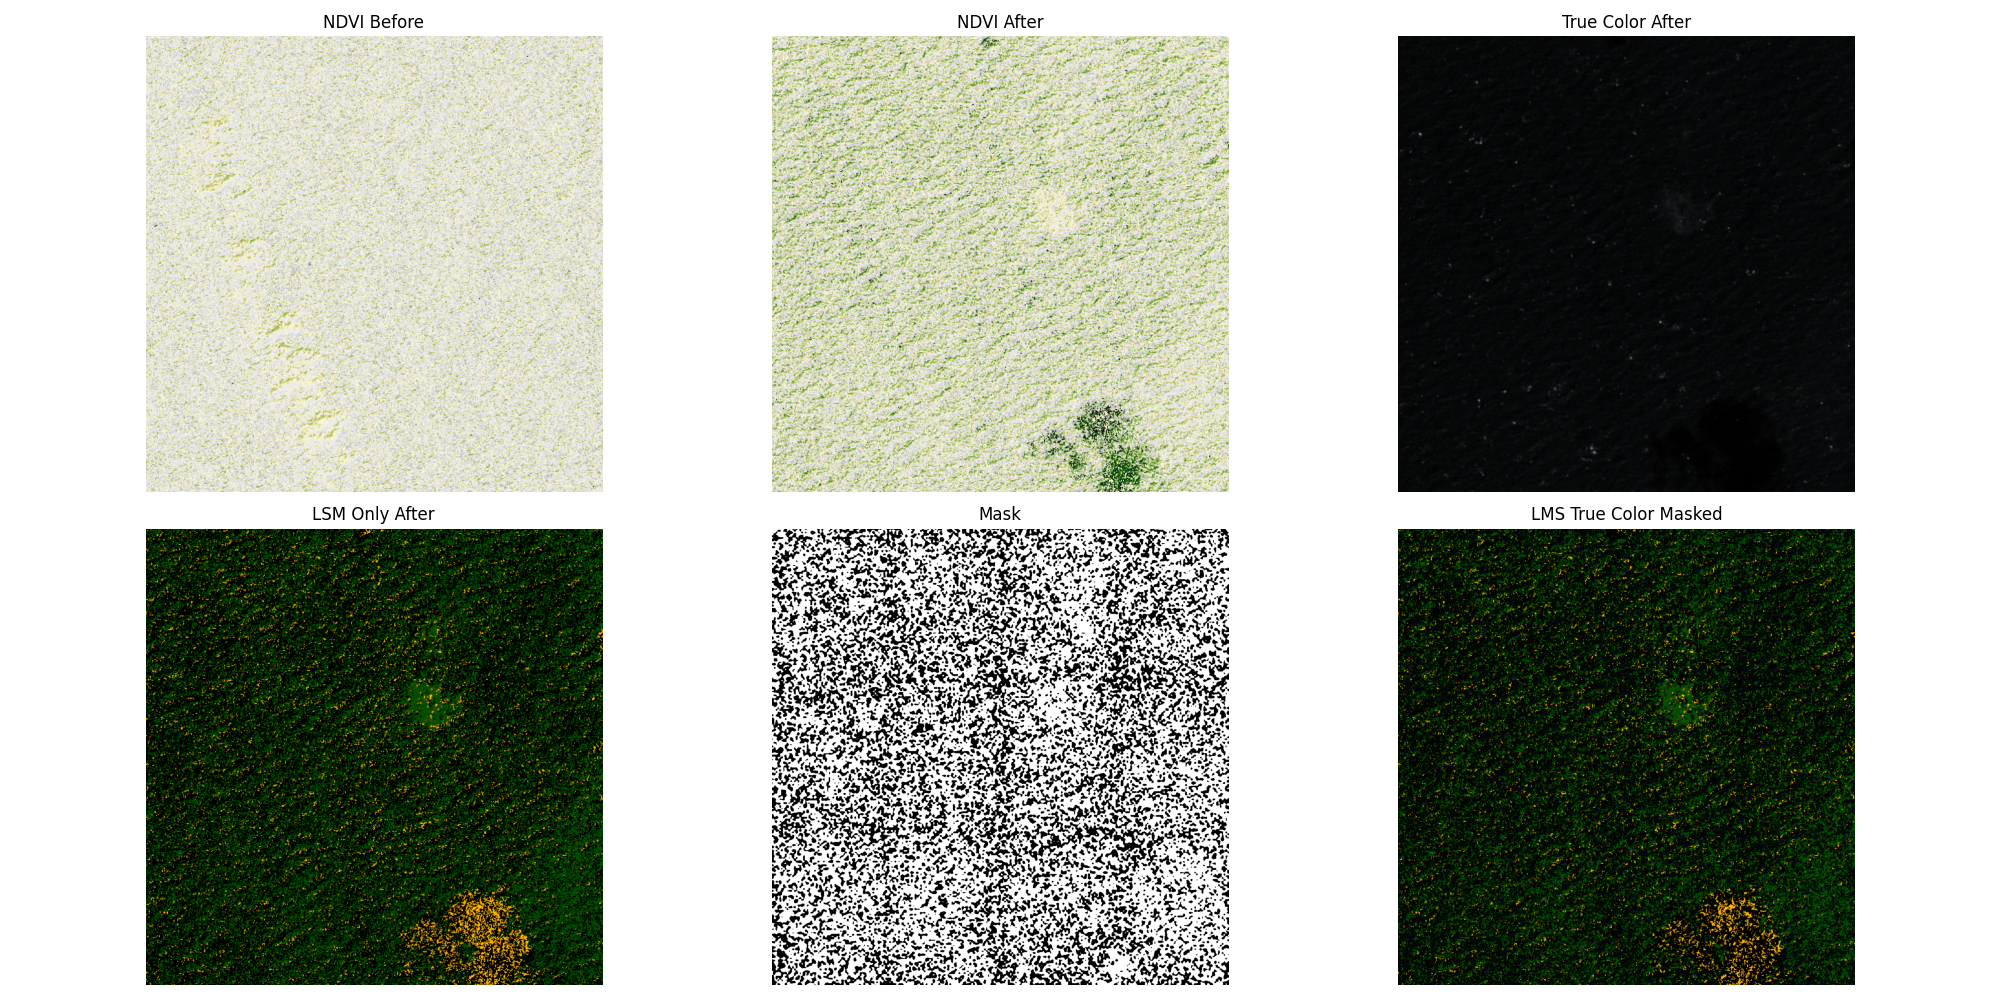 NDVI Before
NDVI After
True Color After
LSM Only After
Mask
LMS True Color Masked